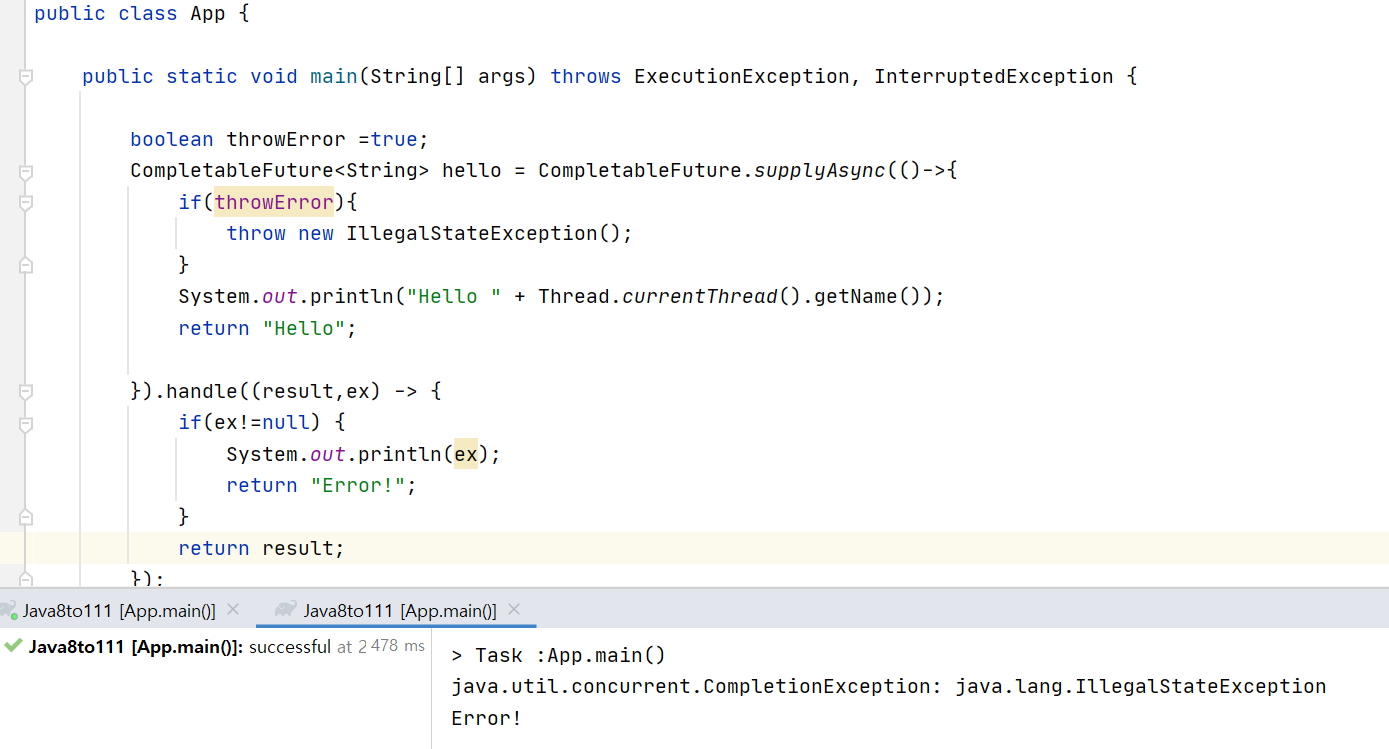 public class App {
public static void main(String[] args) throws ExecutionException, InterruptedException {
boolean throwError =true;
CompletableFuture<String> hello = CompletableFuture.supplyAsync(()->{
if(throwError){
throw new IllegalStateException();
}
System.out.println("Hello " + Thread.currentThread().getName());
return "Hello";
}).handle((result,ex) -> {
if(ex!=null) {
System.out.println(ex);
return "Error!";
}
return result;
});
Java8to111 [App.main()] Java8to111 [App.main()]
Java8to111 [App.main()]: successful at 2 478 ms
> Task :App.main()
java.util.concurrent.CompletionException: java.lang.IllegalStateException
Error!